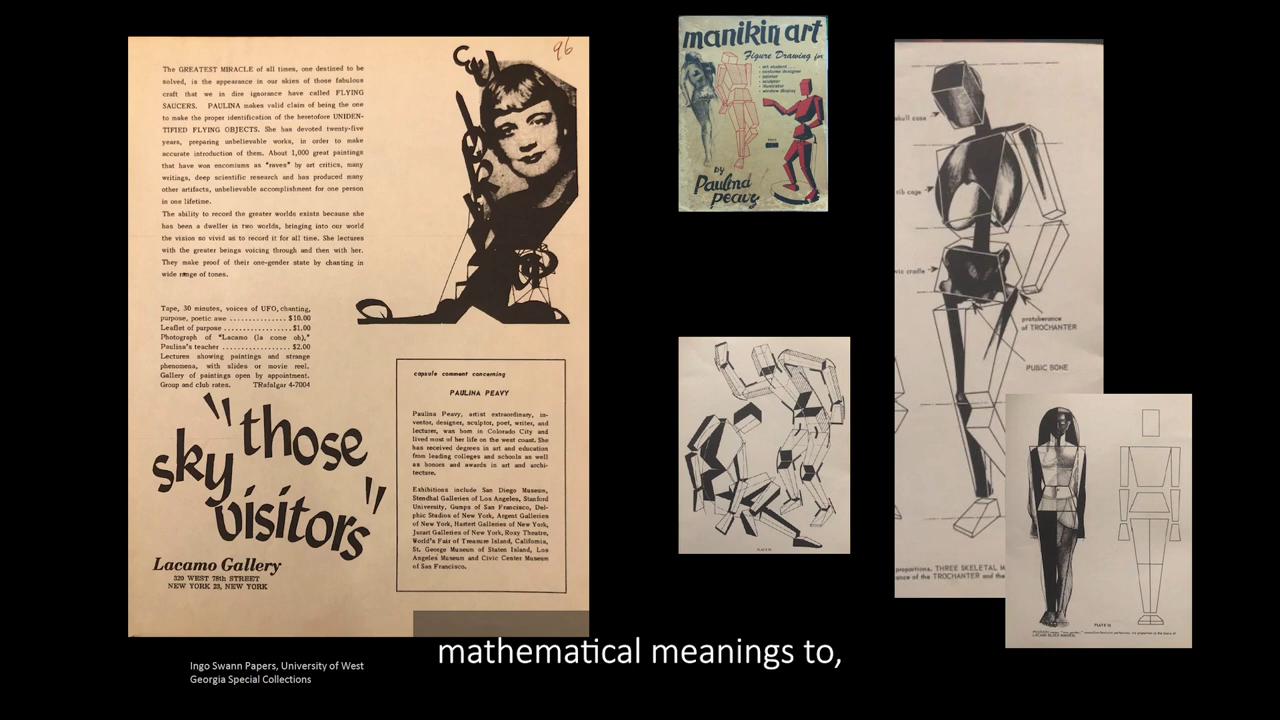 96
The GREATEST MIRACLE of all times, one destined to be
solved, is the appearance in our skies of those fabulous
craft that we in dire ignorance have called FLYING
SAUCERS. PAULINA makes valid claim of being the one
to make the proper identification of the heretofore UNIDEN-
TIFIED FLYING OBJECTS. She has devoted twenty-five
years, preparing unbelievable works, in order to make
accurate introduction of them. About 1,000 great paintings
that have won encomiums as "raves" by art critics, many
writings, deep scientific research and has produced many
other artifacts, unbelievable accomplishment for one person
in one lifetime.
The ability to record the greater worlds exists because she
has been a dweller in two worlds, bringing into our world
the vision so vivid as to record it for all time. She lectures
with the greater beings voicing through and then with her.
They make proof of their one-gender state by chanting in
wide range of tones.
Tape, 30 minutes, voices of UFO, chanting,
purpose, poetic awe ............... $10.00
Leaflet of purpose .................. $1.00
Photograph of "Lacamo (la come oh),"
Paulina's teacher .................. $2.00
Lectures showing paintings and strange
phenomena, with slides or movie reel.
Gallery of paintings open by appointment.
Group and club rates. TRafalgar 4-7004
"those
sky
visitors"
Lacamo Gallery
320 WEST 78th STREET
NEW YORK 23, NEW YORK
capsule comment concerning
PAULINA PEAVY
Paulina Peavy, artist extraordinary, in-
ventor, designer, sculptor, poet, writer, and
lecturer, was born in Colorado City and
lived most of her life on the west coast. She
has received degrees in art and education
from leading colleges and schools as well
as honors and awards in art and archi-
tecture.
Exhibitions include San Diego Museum,
Stendhal Galleries of Los Angeles, Stanford
University, Gumps of San Francisco, Del-
phic Studios of New York, Argent Galleries
of New York, Hartert Galleries of New York,
Jurart Galleries of New York, Roxy Theatre,
World's Fair of Treasure Island, California,
St. George Museum of Staten Island, Los
Angeles Museum and Civic Center Museum
of San Francisco.
manikin art
Figure Drawing for
art student
costume designer
painter
sculptor
illustrator
window display
by
Paulina
Peavy
skull case
rib cage
vic cradle
protuberance
of TROCHANTER
PUBIC BONE
proportions. THREE SKELETAL M
ance of the TROCHANTER and the
mathematical meanings to,
Ingo Swann Papers, University of West
Georgia Special Collections